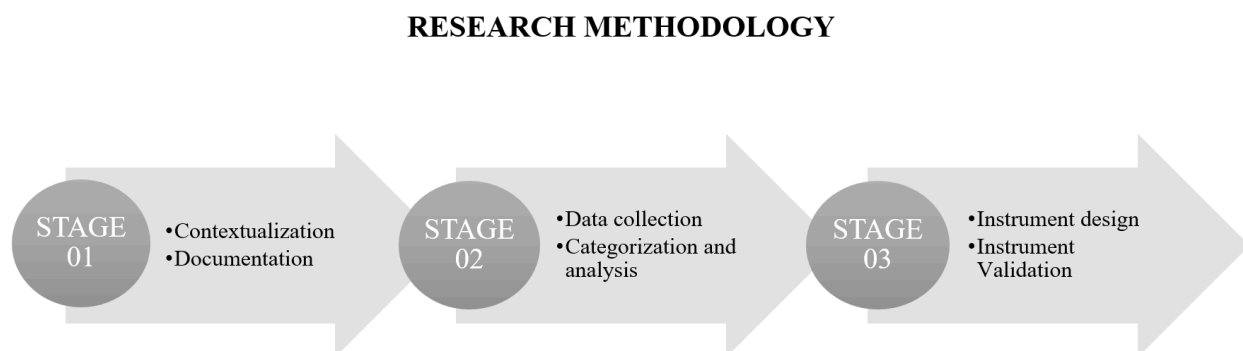 RESEARCH METHODOLOGY
STAGE
01
•Contextualization
•Documentation
STAGE
02
•Data collection
•Categorization and
analysis
STAGE
03
•Instrument design
•Instrument
Validation